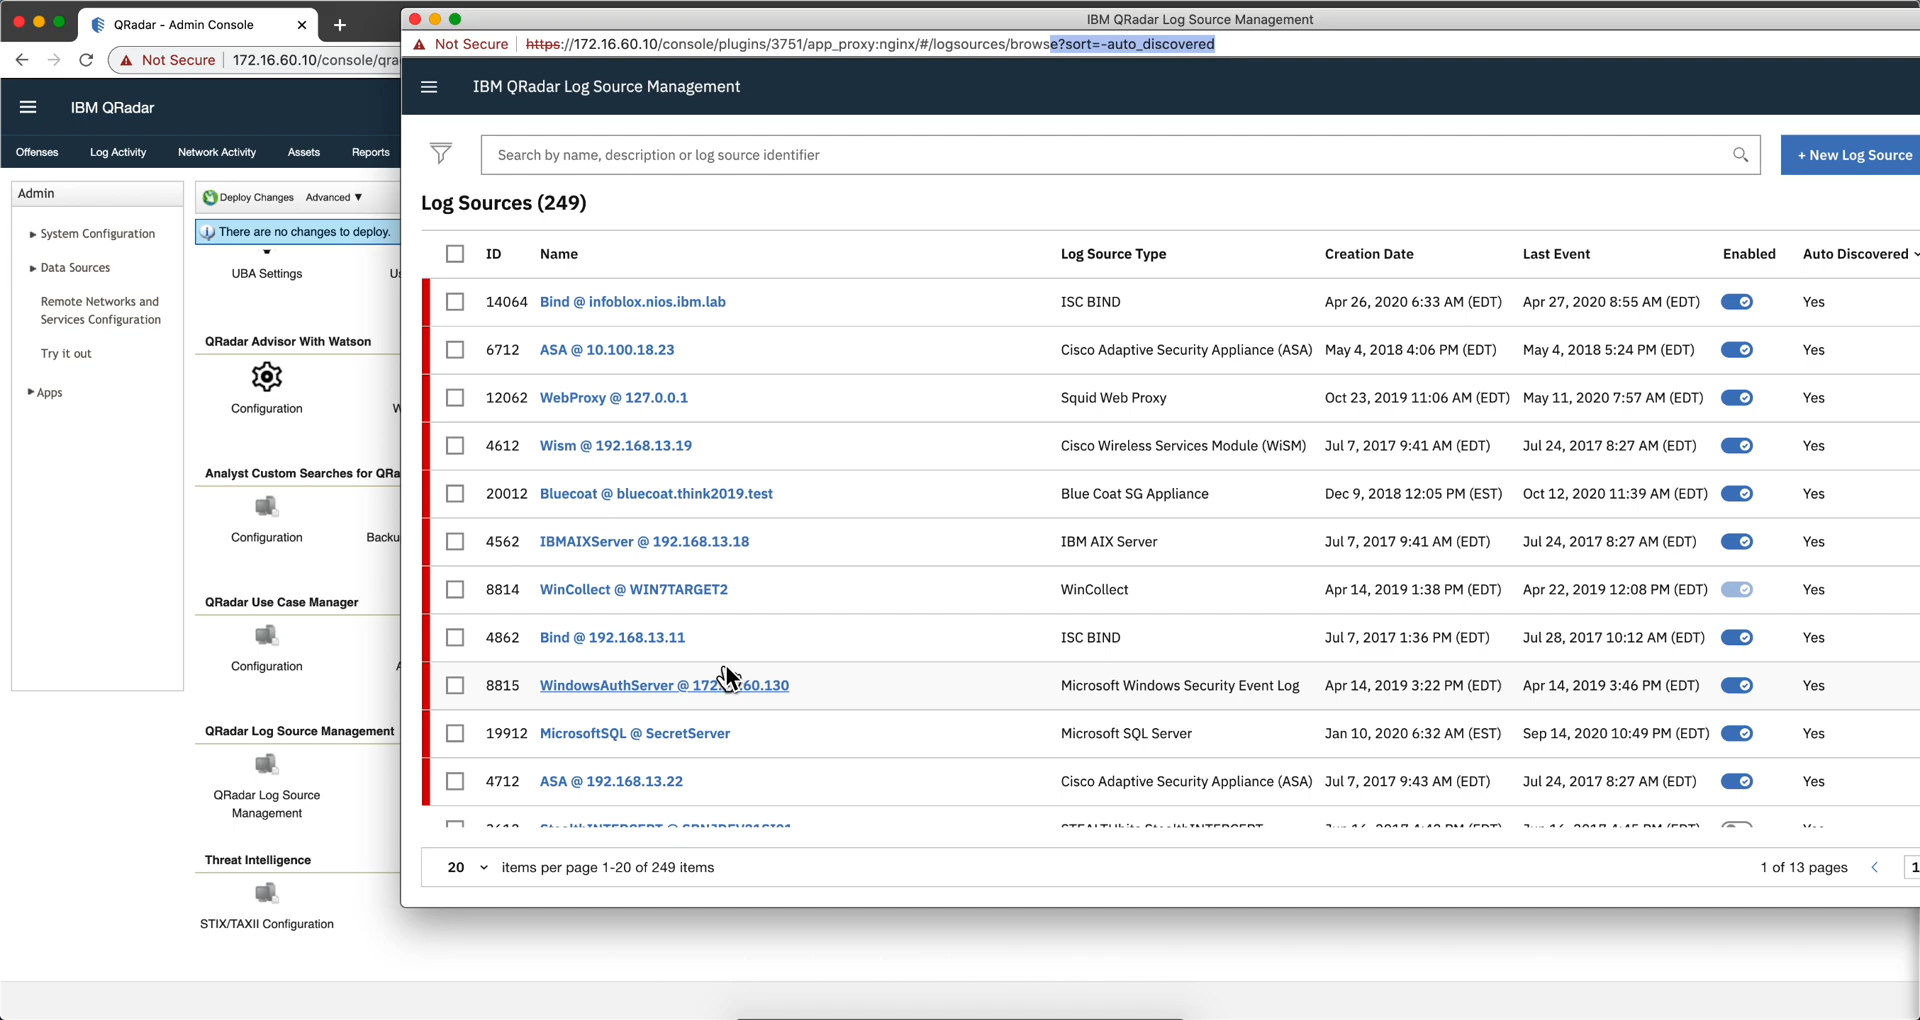 QRadar - Admin Console
Not Secure 172.16.60.10/console/qra
IBM QRadar
Offenses Log Activity Network Activity Assets Reports
Admin
System Configuration
Data Sources
Remote Networks and
Services Configuration
Try it out
Apps
Deploy Changes Advanced
There are no changes to deploy.
UBA Settings
QRadar Advisor With Watson
Configuration
Analyst Custom Searches for QRa
Configuration Backu
QRadar Use Case Manager
Configuration
QRadar Log Source Management
QRadar Log Source
Management
Threat Intelligence
STIX/TAXII Configuration
IBM QRadar Log Source Management
Not Secure https://172.16.60.10/console/plugins/3751/app_proxy:nginx/#/logsources/browse?sort=-auto_discovered
IBM QRadar Log Source Management
Search by name, description or log source identifier
+ New Log Source
Log Sources (249)
ID Name Log Source Type Creation Date Last Event Enabled Auto Discovered
14064 Bind @ infoblox.nios.ibm.lab ISC BIND Apr 26, 2020 6:33 AM (EDT) Apr 27, 2020 8:55 AM (EDT) Yes
6712 ASA @ 10.100.18.23 Cisco Adaptive Security Appliance (ASA) May 4, 2018 4:06 PM (EDT) May 4, 2018 5:24 PM (EDT) Yes
12062 WebProxy @ 127.0.0.1 Squid Web Proxy Oct 23, 2019 11:06 AM (EDT) May 11, 2020 7:57 AM (EDT) Yes
4612 Wism @ 192.168.13.19 Cisco Wireless Services Module (WiSM) Jul 7, 2017 9:41 AM (EDT) Jul 24, 2017 8:27 AM (EDT) Yes
20012 Bluecoat @ bluecoat.think2019.test Blue Coat SG Appliance Dec 9, 2018 12:05 PM (EST) Oct 12, 2020 11:39 AM (EDT) Yes
4562 IBMAIXServer @ 192.168.13.18 IBM AIX Server Jul 7, 2017 9:41 AM (EDT) Jul 24, 2017 8:27 AM (EDT) Yes
8814 WinCollect @ WIN7TARGET2 WinCollect Apr 14, 2019 1:38 PM (EDT) Apr 22, 2019 12:08 PM (EDT) Yes
4862 Bind @ 192.168.13.11 ISC BIND Jul 7, 2017 1:36 PM (EDT) Jul 28, 2017 10:12 AM (EDT) Yes
8815 WindowsAuthServer @ 172. 60.130 Microsoft Windows Security Event Log Apr 14, 2019 3:22 PM (EDT) Apr 14, 2019 3:46 PM (EDT) Yes
19912 MicrosoftSQL @ SecretServer Microsoft SQL Server Jan 10, 2020 6:32 AM (EST) Sep 14, 2020 10:49 PM (EDT) Yes
4712 ASA @ 192.168.13.22 Cisco Adaptive Security Appliance (ASA) Jul 7, 2017 9:43 AM (EDT) Jul 24, 2017 8:27 AM (EDT) Yes
20 items per page 1-20 of 249 items 1 of 13 pages 1